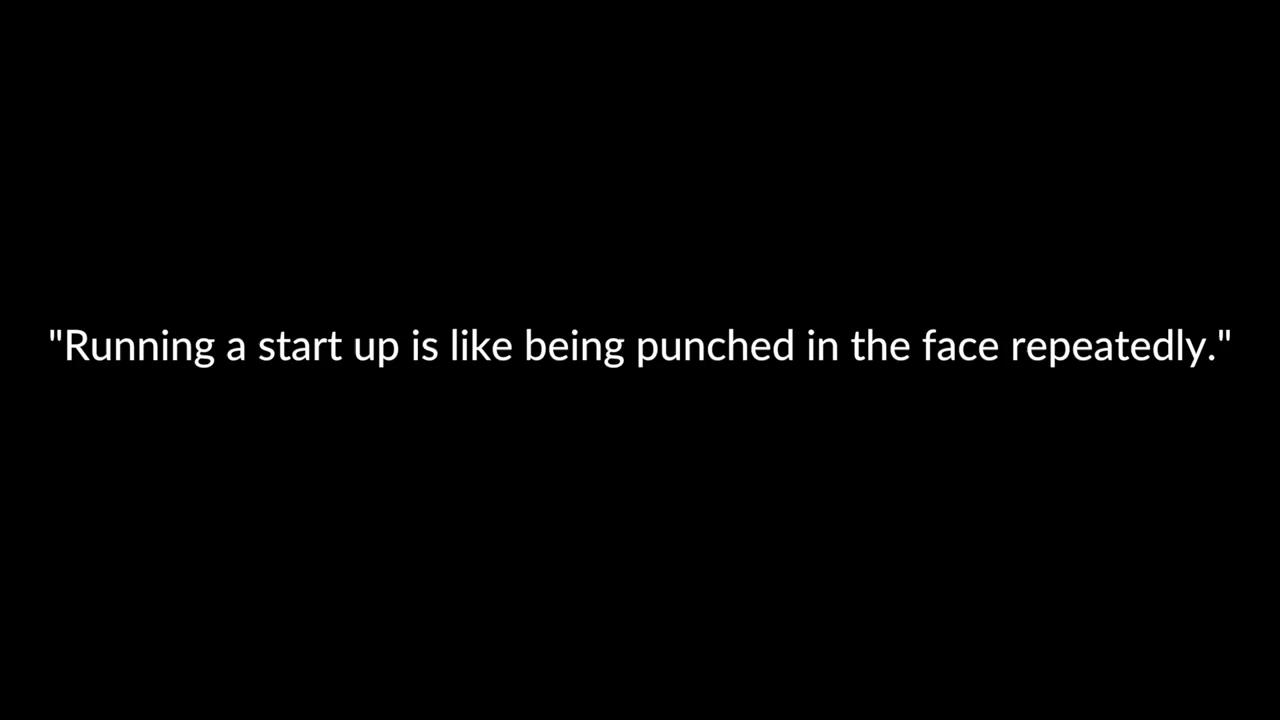 "Running a start up is like being punched in the face repeatedly."